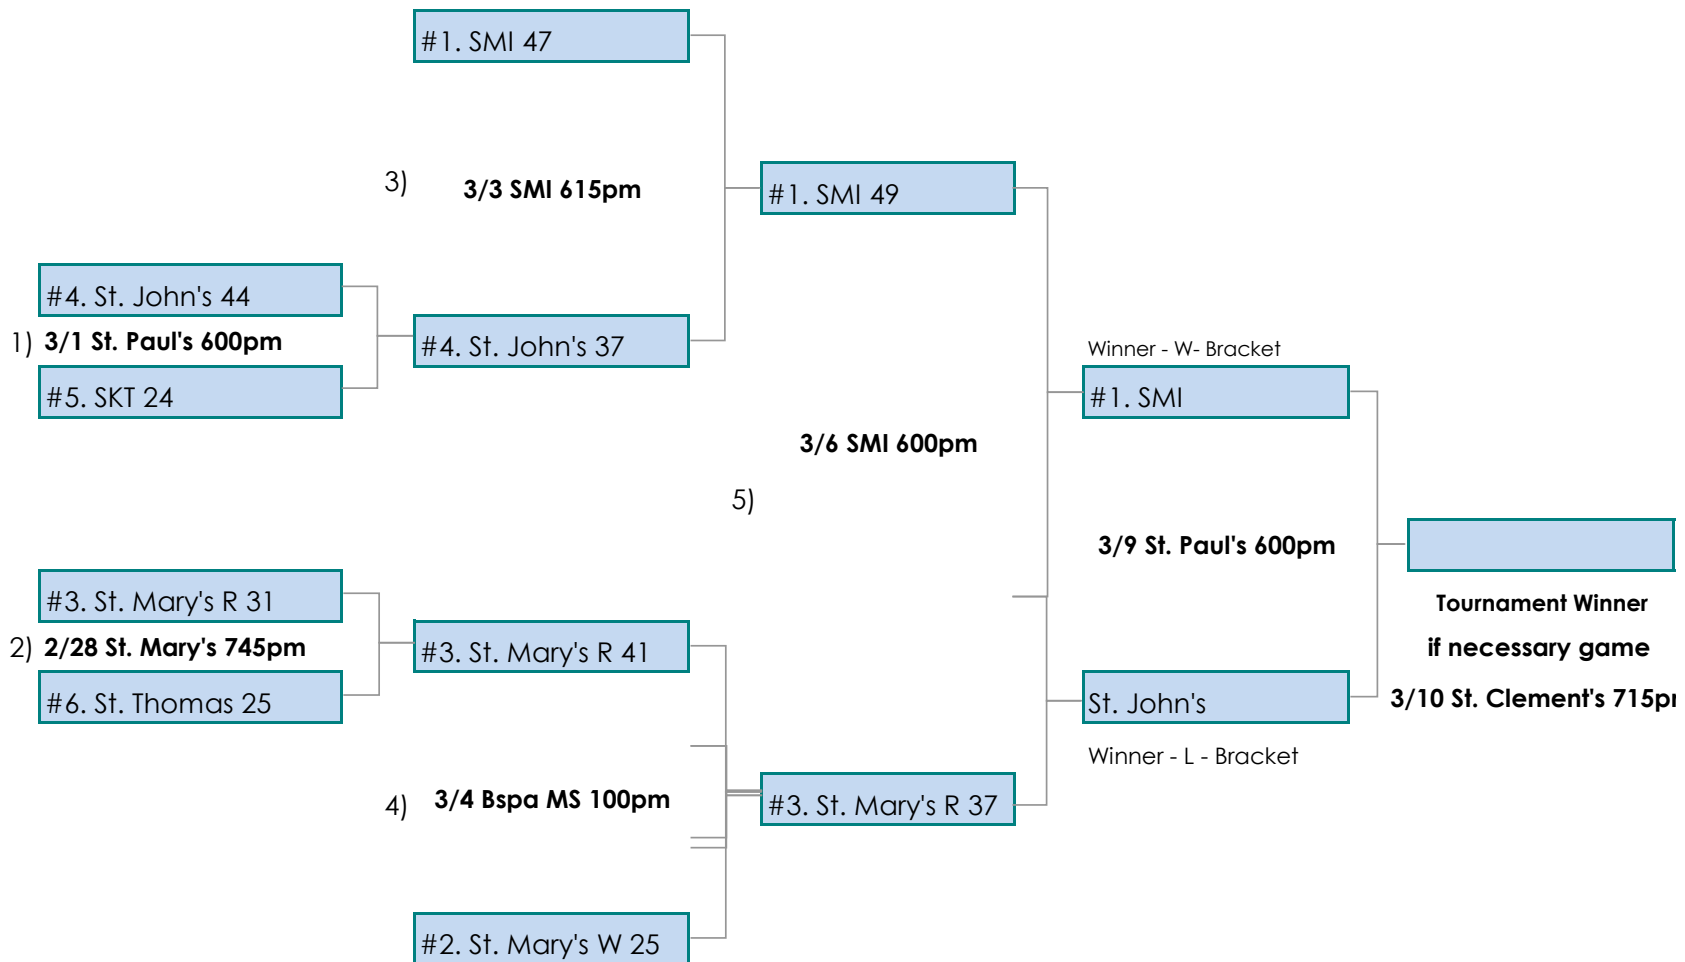 #1. SMI 47
3) 3/3 SMI 615pm
#1. SMI 49
#4. St. John's 44
1) 3/1 St. Paul's 600pm
#4. St. John's 37
#5. SKT 24
Winner - W- Bracket
#1. SMI
3/6 SMI 600pm
5)
3/9 St. Paul's 600pm
#3. St. Mary's R 31
2) 2/28 St. Mary's 745pm
#3. St. Mary's R 41
#6. St. Thomas 25
Tournament Winner
if necessary game
3/10 St. Clement's 715p
St. John's
Winner - L - Bracket
4) 3/4 Bspa MS 100pm
#3. St. Mary's R 37
#2. St. Mary's W 25